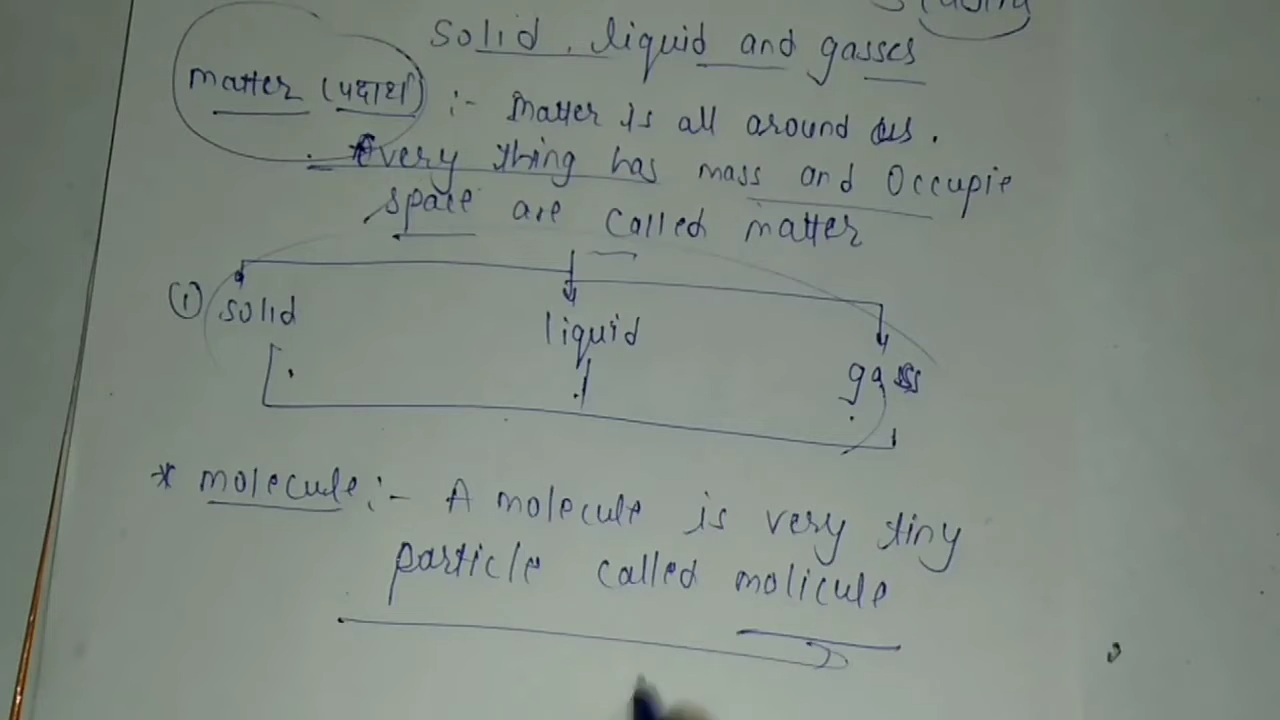 solid, liquid and gasses
matter (पदार्थ) :- Matter is all around us.
Every thing has mass and Occupie
space are called matter
① solid
liquid
gass
* molecule :- A molecule is very tiny
particle called molicule